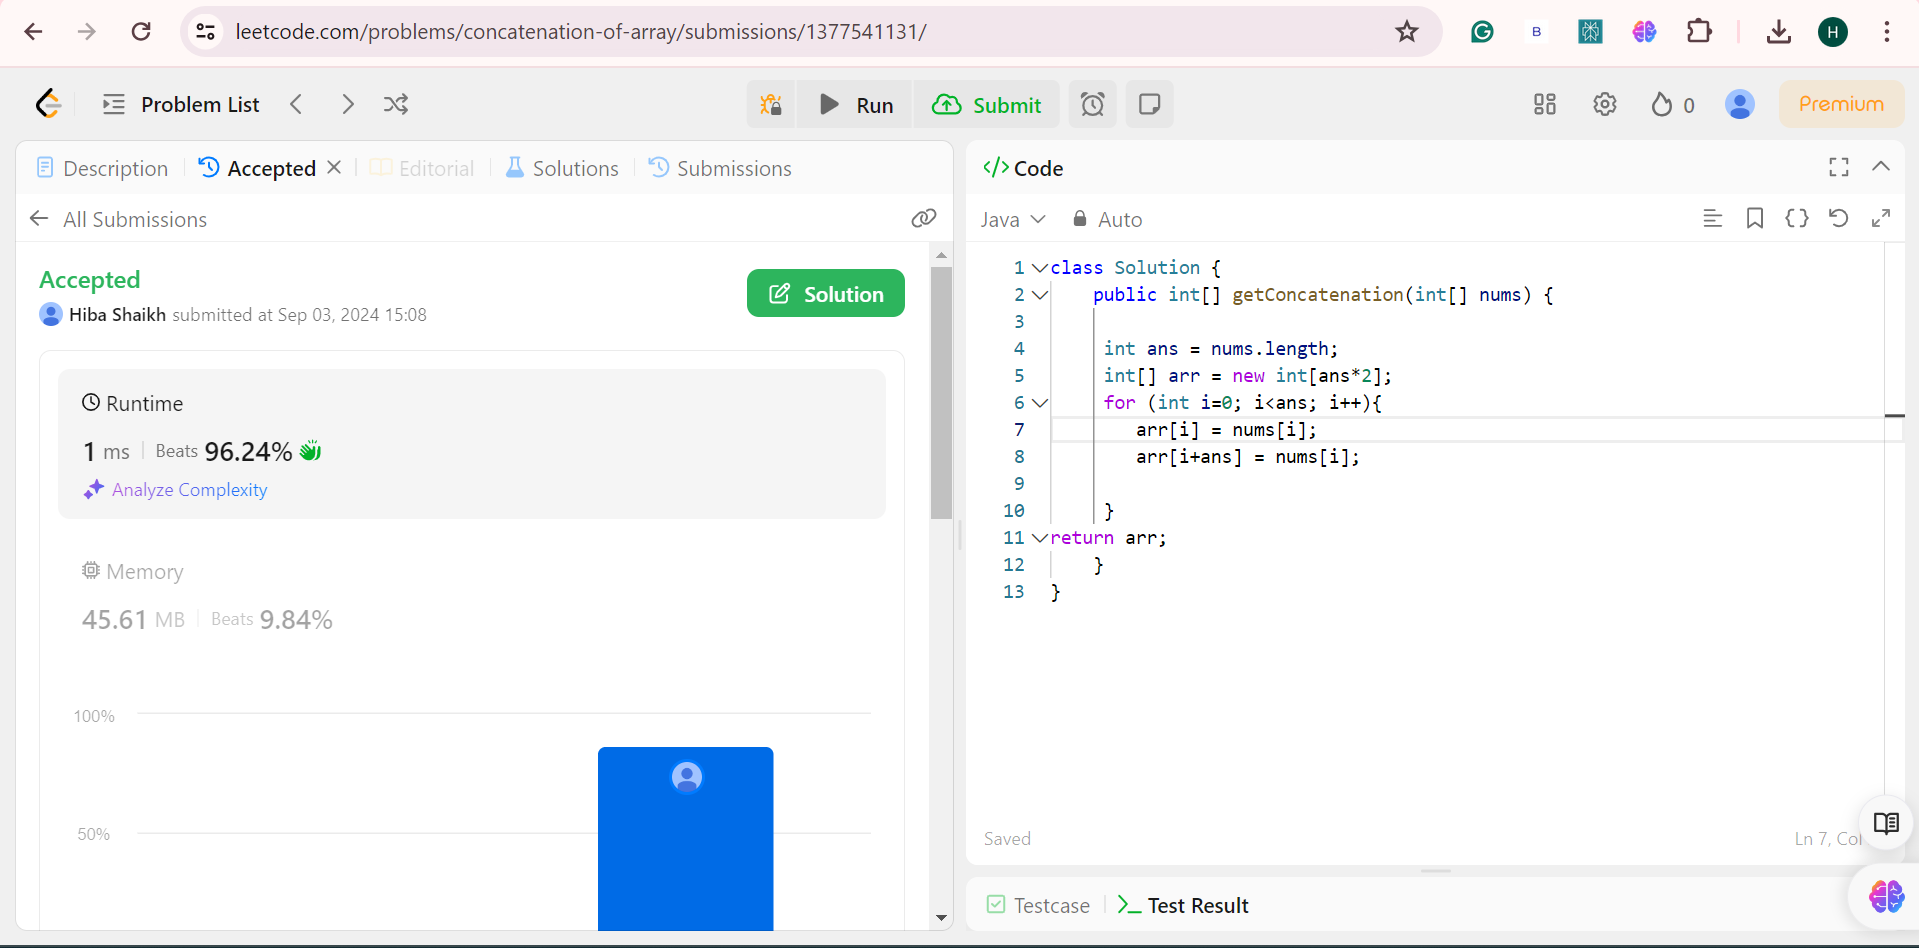 leetcode.com/problems/concatenation-of-array/submissions/1377541131/
B
H
Problem List
Run
Submit
0
Premium
Description
Accepted
Editorial
Solutions
Submissions
All Submissions
Accepted
Solution
Hiba Shaikh submitted at Sep 03, 2024 15:08
Runtime
1 ms
Beats 96.24%
Analyze Complexity
Memory
45.61 MB
Beats 9.84%
100%
50%
</> Code
Java
Auto
1 class Solution {
2 public int[] getConcatenation(int[] nums) {
3
4 int ans = nums.length;
5 int[] arr = new int[ans*2];
6 for (int i=0; i<ans; i++){
7 arr[i] = nums[i];
8 arr[i+ans] = nums[i];
9
10 }
11 return arr;
12 }
13 }
Saved
Ln 7, Col
Testcase
Test Result